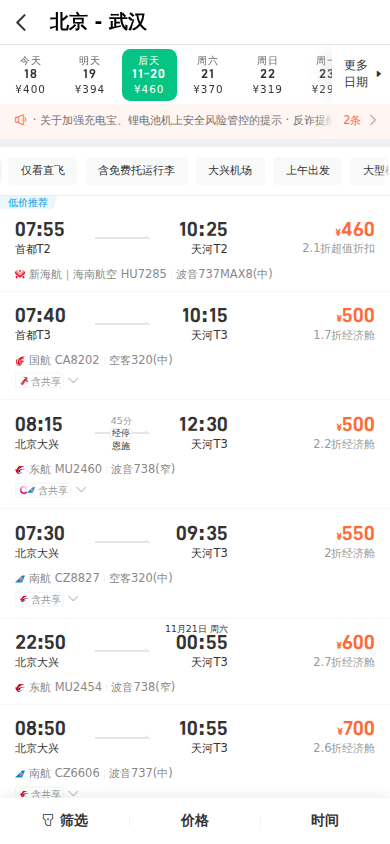 北京 - 武汉
今天 明天 后天 周六 周日 周一 更多
18 19 11-20 21 22 23 日期
¥400 ¥394 ¥460 ¥370 ¥319 ¥29
· 关于加强充电宝、锂电池机上安全风险管控的提示 · 反诈提 2条
仅看直飞 含免费托运行李 大兴机场 上午出发 大型
低价推荐
07:55 10:25 ¥460
首都T2 天河T2 2.1折超值折扣
新海航 | 海南航空 HU7285 波音737MAX8(中)
07:40 10:15 ¥500
首都T3 天河T3 1.7折经济舱
国航 CA8202 空客320(中)
含共享
45分
08:15 经停 12:30 ¥500
北京大兴 恩施 天河T3 2.2折经济舱
东航 MU2460 波音738(窄)
含共享
07:30 09:35 ¥550
北京大兴 天河T3 2折经济舱
南航 CZ8827 空客320(中)
含共享
11月21日 周六
22:50 00:55 ¥600
北京大兴 天河T3 2.7折经济舱
东航 MU2454 波音738(窄)
08:50 10:55 ¥700
北京大兴 天河T3 2.6折经济舱
南航 CZ6606 波音737(中)
含共享
筛选 价格 时间